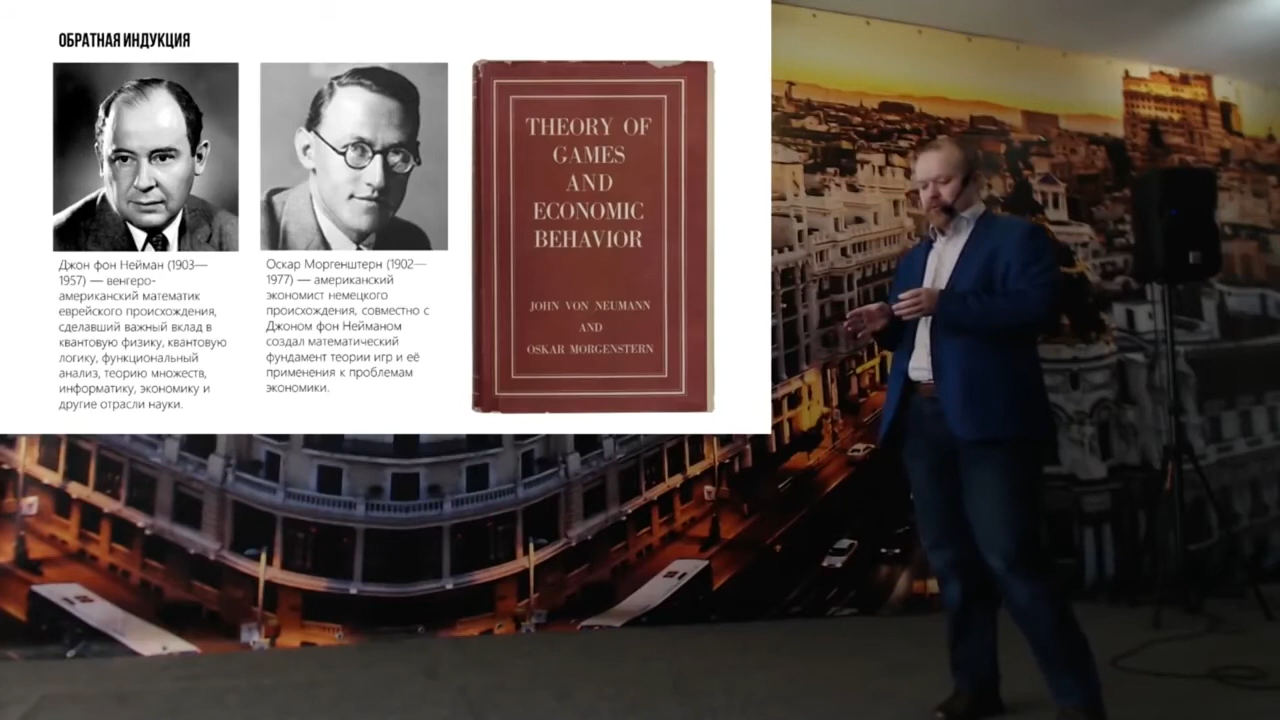 ОБРАТНАЯ ИНДУКЦИЯ
Джон фон Нейман (1903—
1957) — венгеро-
американский математик
еврейского происхождения,
сделавший важный вклад в
квантовую физику, квантовую
логику, функциональный
анализ, теорию множеств,
информатику, экономику и
другие отрасли науки.
Оскар Моргенштерн (1902—
1977) — американский
экономист немецкого
происхождения, совместно с
Джоном фон Нейманом
создал математический
фундамент теории игр и её
применения к проблемам
экономики.
THEORY OF
GAMES
AND
ECONOMIC
BEHAVIOR
JOHN VON NEUMANN
AND
OSKAR MORGENSTERN